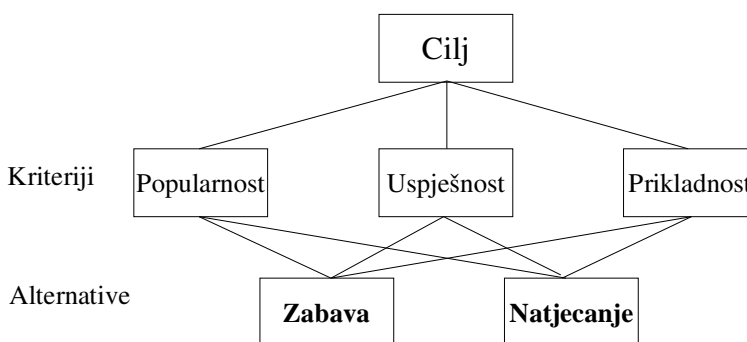 Cilj
Kriteriji
Popularnost
Uspješnost
Prikladnost
Alternative
Zabava
Natjecanje